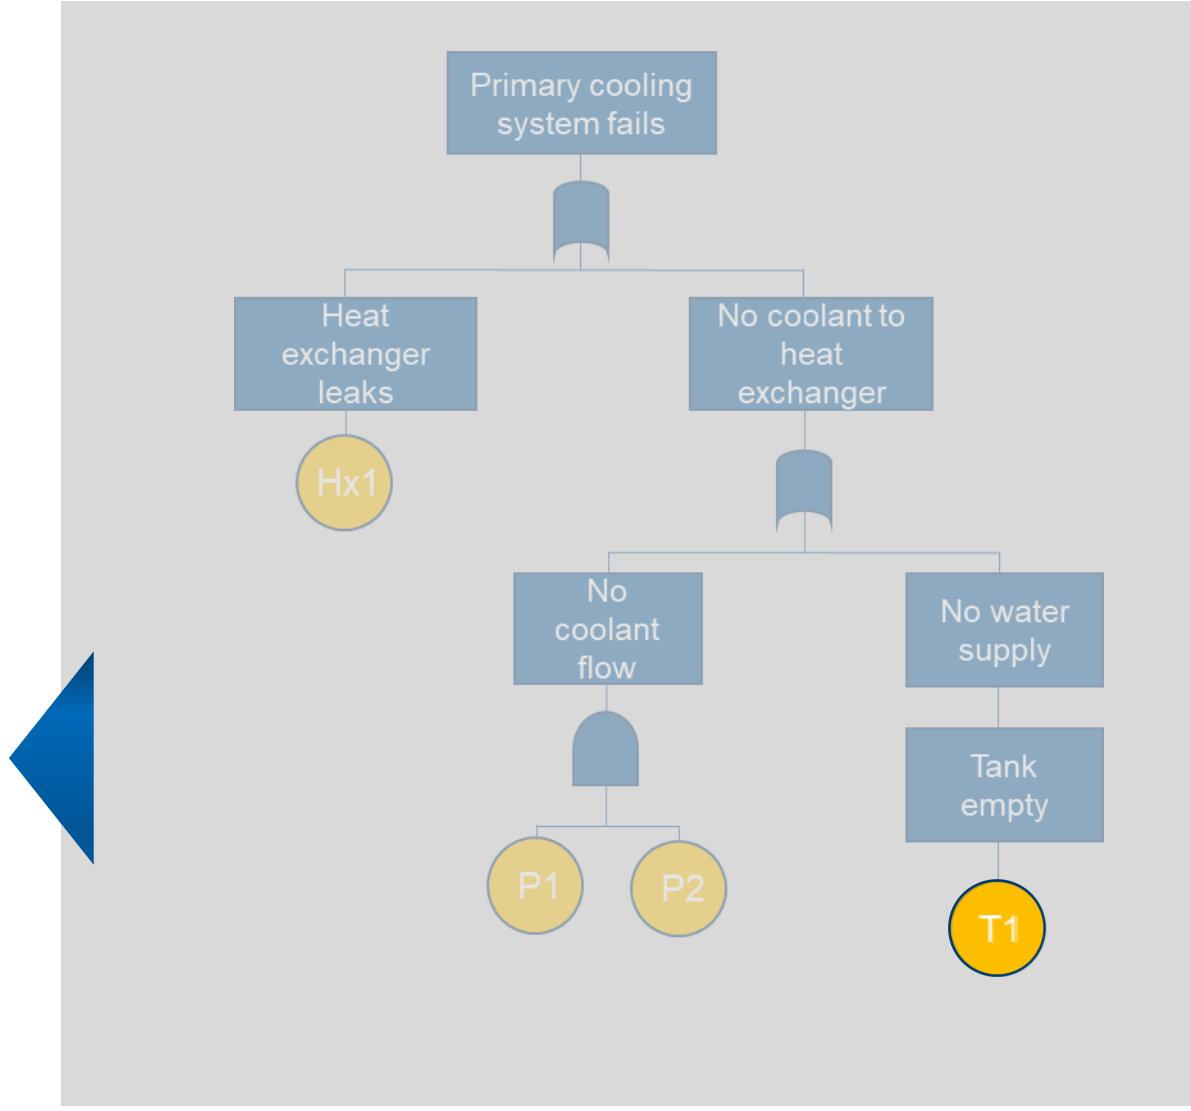 Primary cooling
system fails
Heat
exchanger
leaks
No coolant to
heat
exchanger
Hx1
No
coolant
flow
No water
supply
Tank
empty
P1
P2
T1